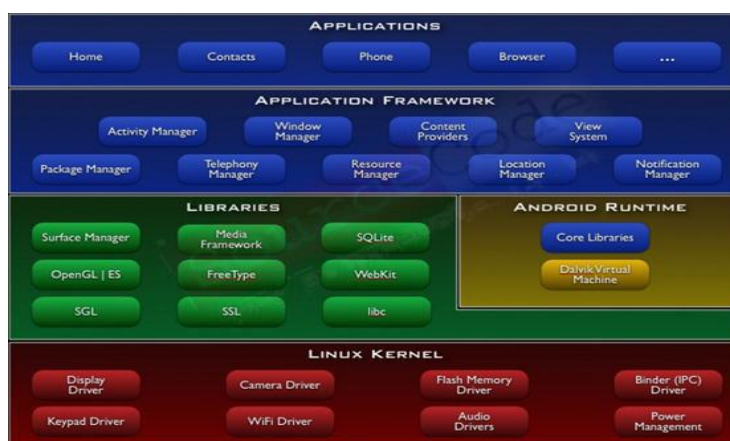 APPLICATIONS
Home
Contacts
Phone
Browser
...
APPLICATION FRAMEWORK
Activity Manager
Window
Manager
Content
Providers
View
System
Package Manager
Telephony
Manager
Resource
Manager
Location
Manager
Notification
Manager
LIBRARIES
Surface Manager
Media
Framework
SQLite
OpenGL | ES
FreeType
WebKit
SGL
SSL
libc
ANDROID RUNTIME
Core Libraries
Dalvik Virtual
Machine
LINUX KERNEL
Display
Driver
Camera Driver
Flash Memory
Driver
Binder (IPC)
Driver
Keypad Driver
WiFi Driver
Audio
Drivers
Power
Management